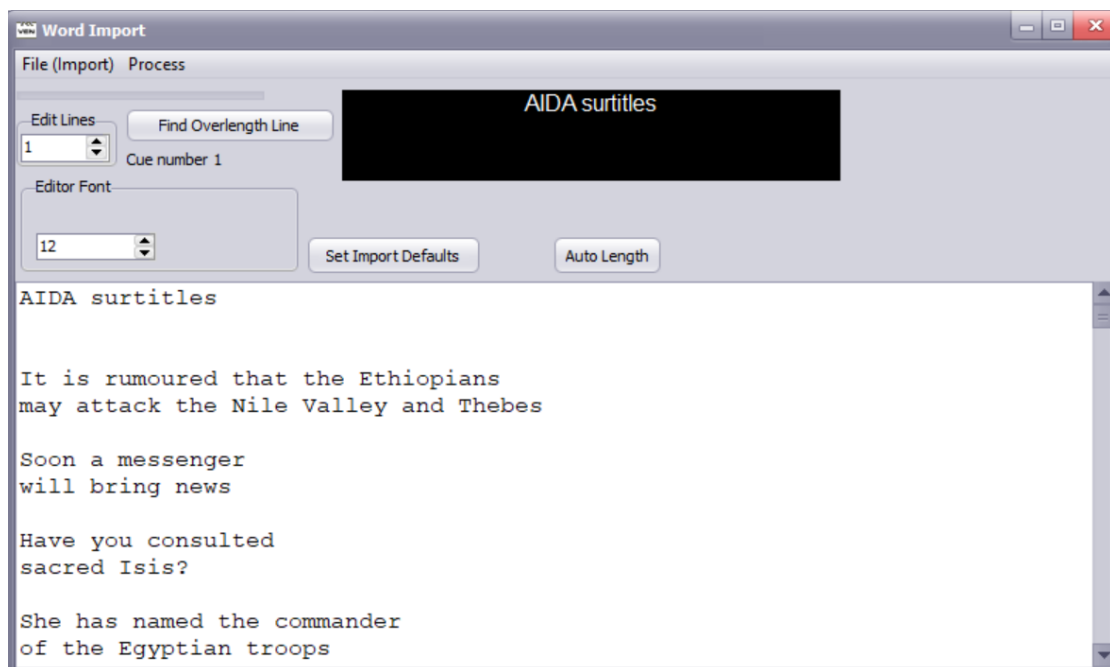 Word Import
File (Import) Process
AIDA surtitles
Edit Lines
Find Overlength Line
1
Cue number 1
Editor Font
12
Set Import Defaults
Auto Length
AIDA surtitles
It is rumoured that the Ethiopians
may attack the Nile Valley and Thebes
Soon a messenger
will bring news
Have you consulted
sacred Isis?
She has named the commander
of the Egyptian troops